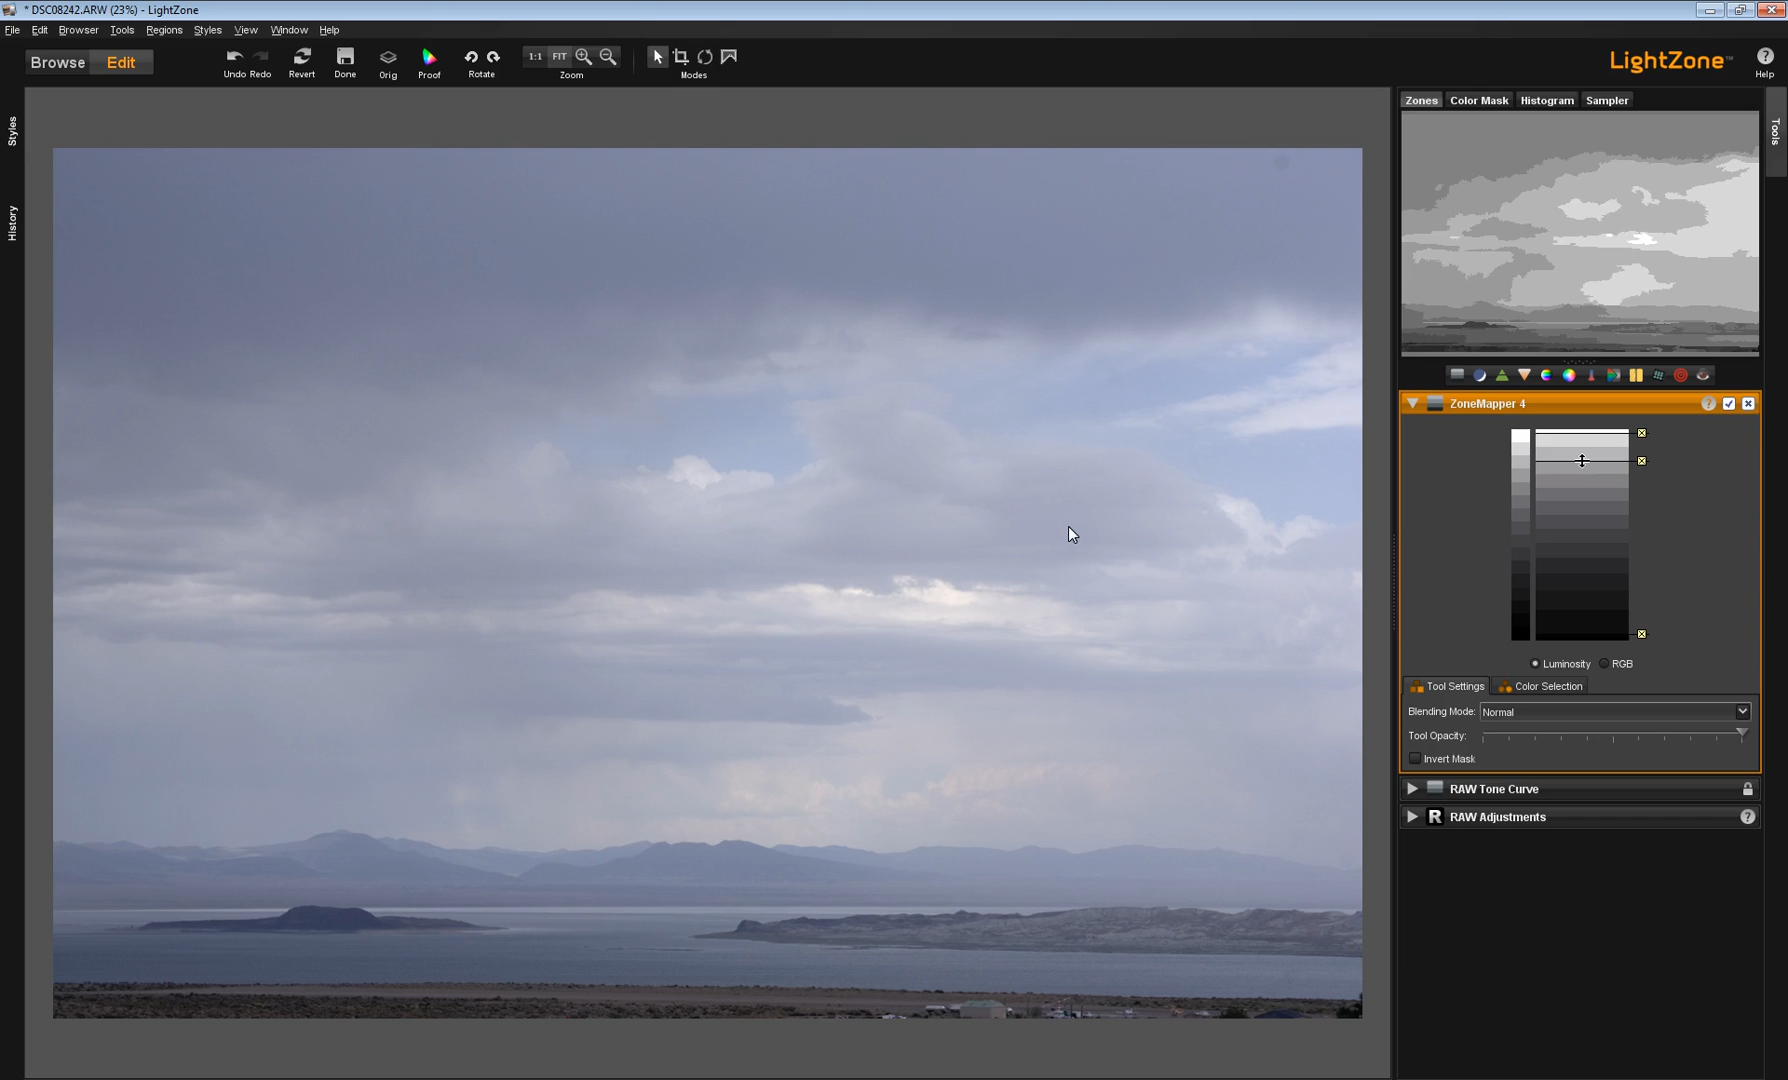 * DSC08242.ARW (23%) - LightZone
File Edit Browser Tools Regions Styles View Window Help
Browse Edit
Undo Redo Revert Done Orig Proof Rotate
1:1 FIT
Zoom
Modes
LightZone™
? Help
Styles
History
Zones Color Mask Histogram Sampler
Tools
ZoneMapper 4 ?
Luminosity RGB
Tool Settings Color Selection
Blending Mode: Normal
Tool Opacity:
Invert Mask
RAW Tone Curve
R RAW Adjustments ?